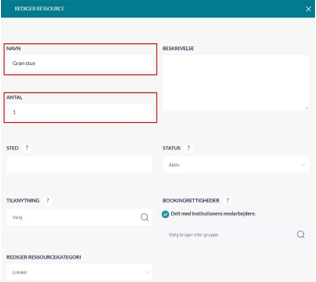 REDIGER RESSOURCE
NAVN
BESKRIVELSE
Grøn stue
ANTAL
1
STED ?
STATUS ?
Aktiv
TILKNYTNING ?
BOOKINGRETTIGHEDER ?
Vælg
Delt med institutionens medarbejdere.
Vælg bruger eller gruppe
REDIGER RESSOURCEKATEGORI
Lokaler